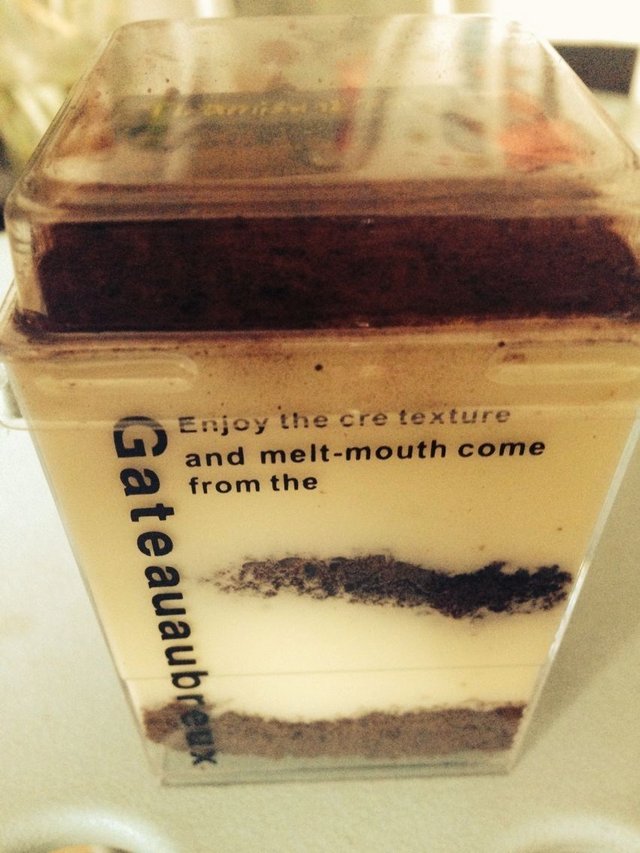 Enjoy the cre texture
and melt-mouth come
from the
Gateauaubreux